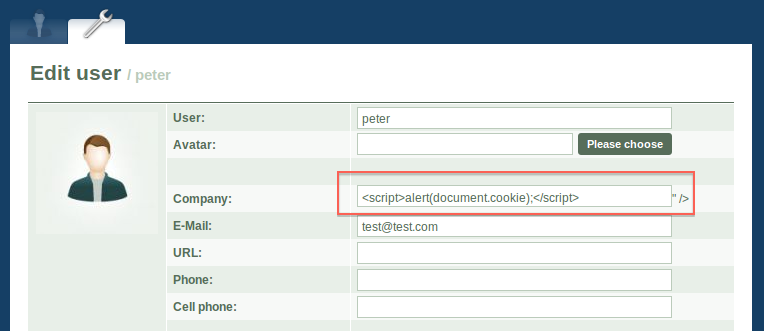 Edit user / peter
User: peter
Avatar: Please choose
Company: <script>alert(document.cookie);</script>" />
E-Mail: test@test.com
URL:
Phone:
Cell phone: